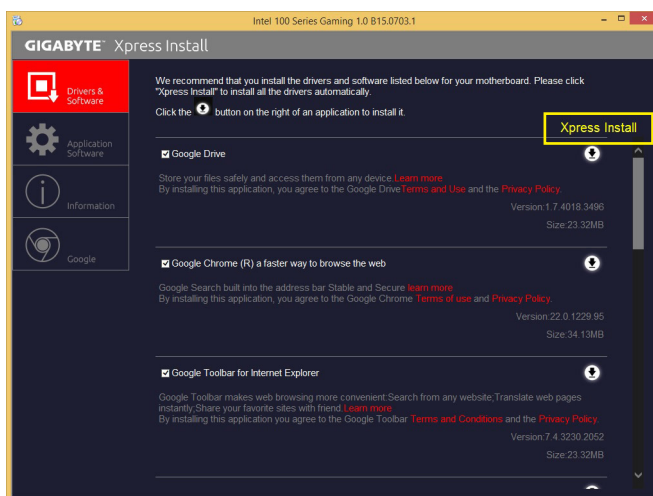 Intel 100 Series Gaming 1.0 B15.0703.1
GIGABYTE™ Xpress Install
Drivers &
Software
Application
Software
Information
Google
We recommend that you install the drivers and software listed below for your motherboard. Please click
"Xpress Install" to install all the drivers automatically.
Click the button on the right of an application to install it.
Xpress Install
Google Drive
Store your files safely and access them from any device.Learn more
By installing this application, you agree to the Google DriveTerms and Use and the Privacy Policy.
Version:1.7.4018.3496
Size:23.32MB
Google Chrome (R) a faster way to browse the web
Google Search built into the address bar Stable and Secure learn more
By installing this application, you agree to the Google Chrome Terms of use and Privacy Policy.
Version:22.0.1229.95
Size:34.13MB
Google Toolbar for Internet Explorer
Google Toolbar makes web browsing more convenient:Search from any website;Translate web pages
instantly;Share your favorite sites with friend.Learn more
By installing this application you agree to the Google Toolbar Terms and Conditions and the Privacy Policy.
Version:7.4.3230.2052
Size:23.32MB